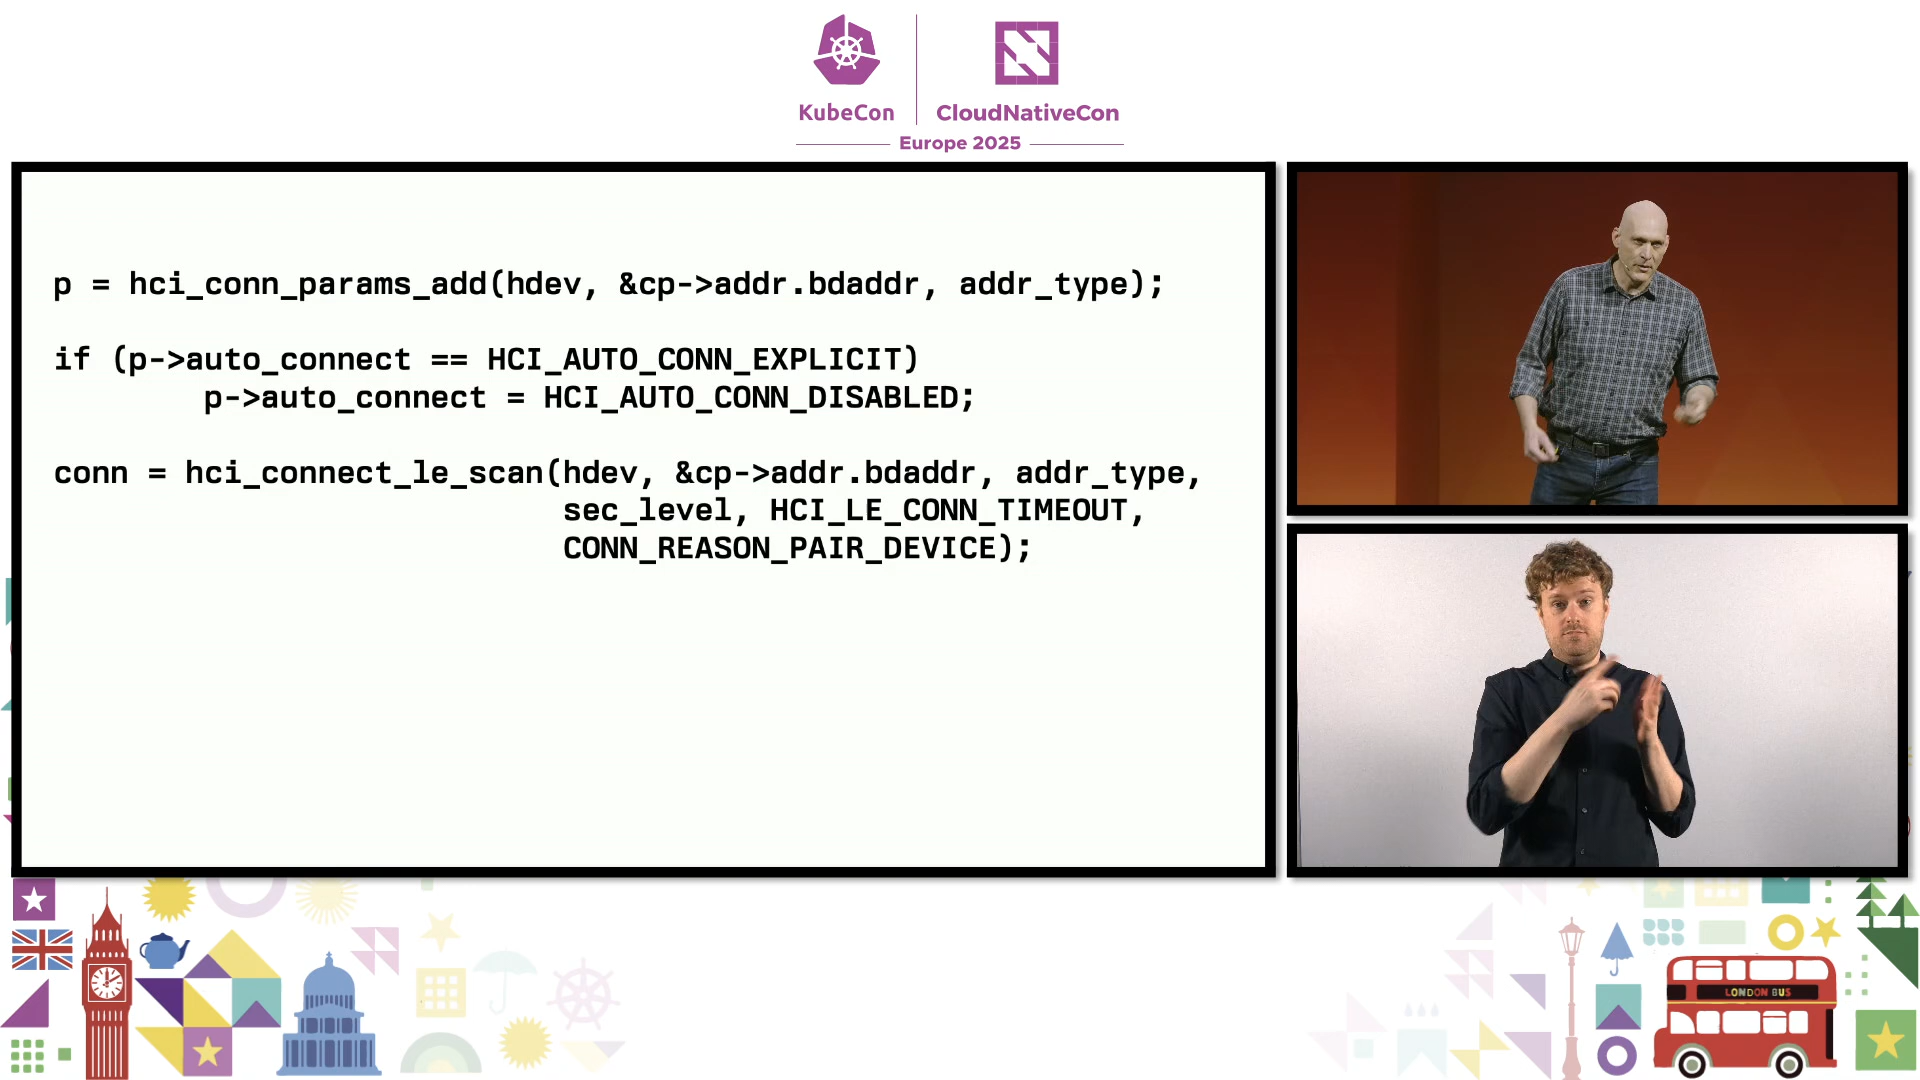 KubeCon
CloudNativeCon
Europe 2025
p = hci_conn_params_add(hdev, &cp->addr.bdaddr, addr_type);
if (p->auto_connect == HCI_AUTO_CONN_EXPLICIT)
p->auto_connect = HCI_AUTO_CONN_DISABLED;
conn = hci_connect_le_scan(hdev, &cp->addr.bdaddr, addr_type,
sec_level, HCI_LE_CONN_TIMEOUT,
CONN_REASON_PAIR_DEVICE);
LONDON BUS